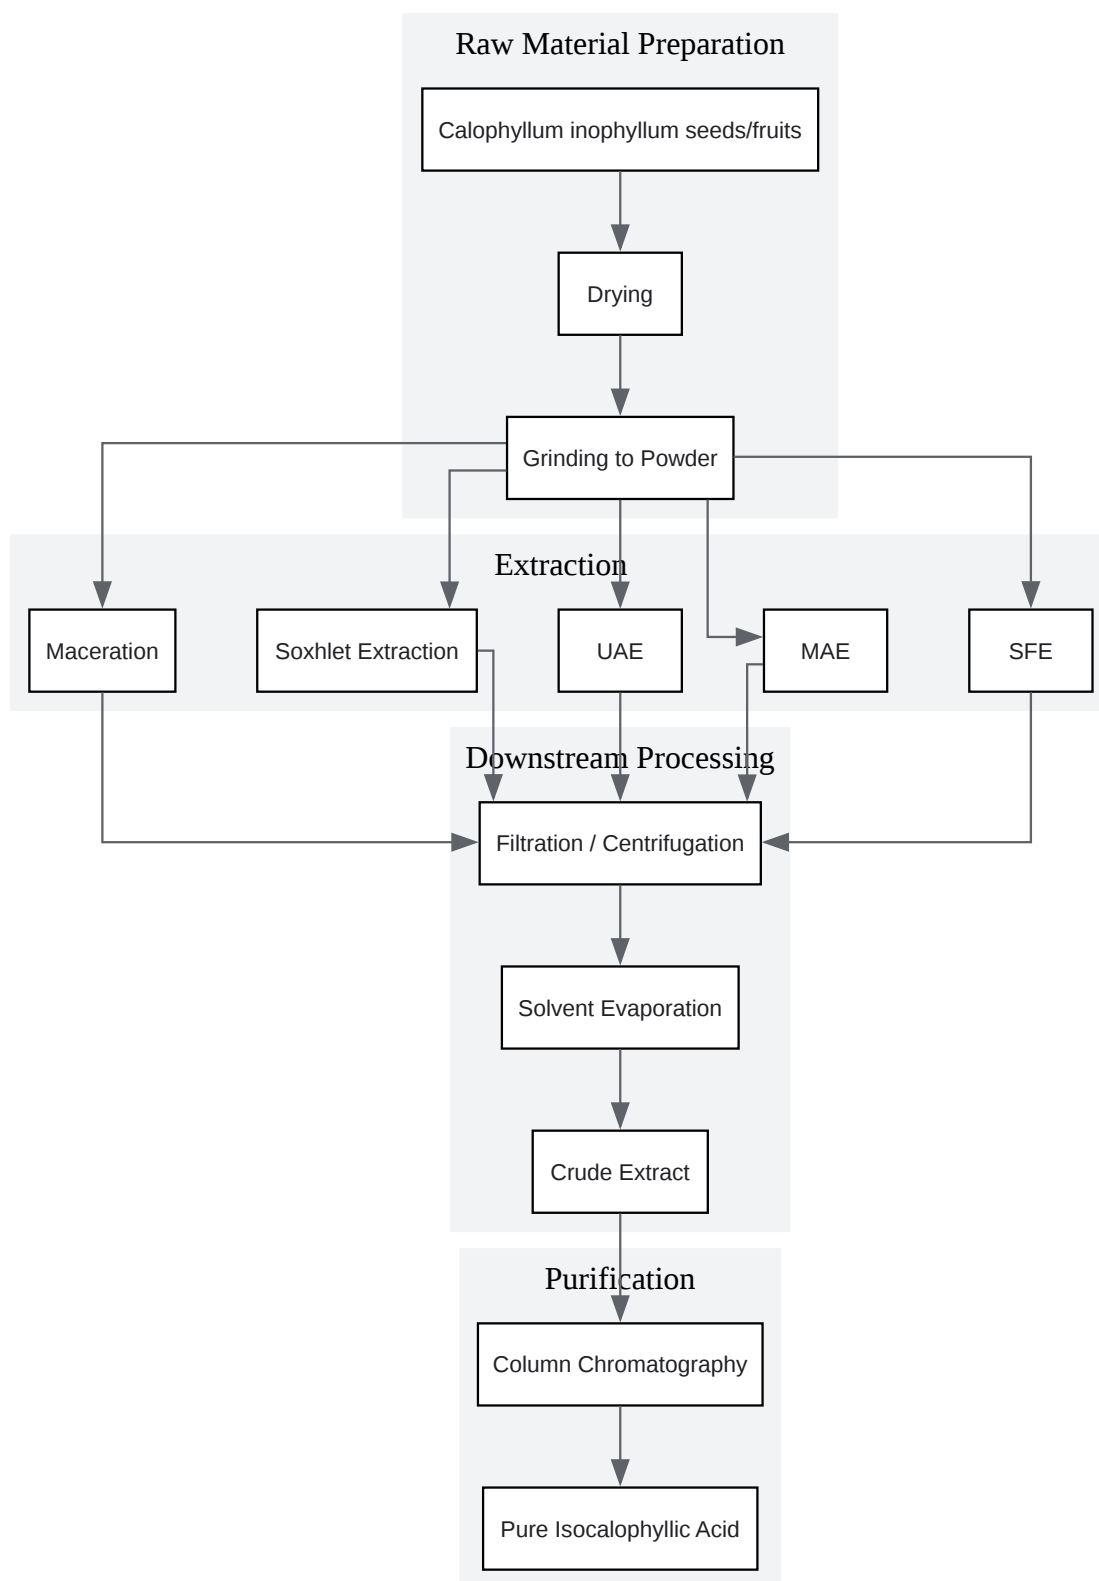 Raw Material Preparation
Calophyllum inophyllum seeds/fruits
Drying
Grinding to Powder
Extraction
Maceration
Soxhlet Extraction
UAE
MAE
SFE
Downstream Processing
Filtration / Centrifugation
Solvent Evaporation
Crude Extract
Purification
Column Chromatography
Pure Isocalophyllic Acid